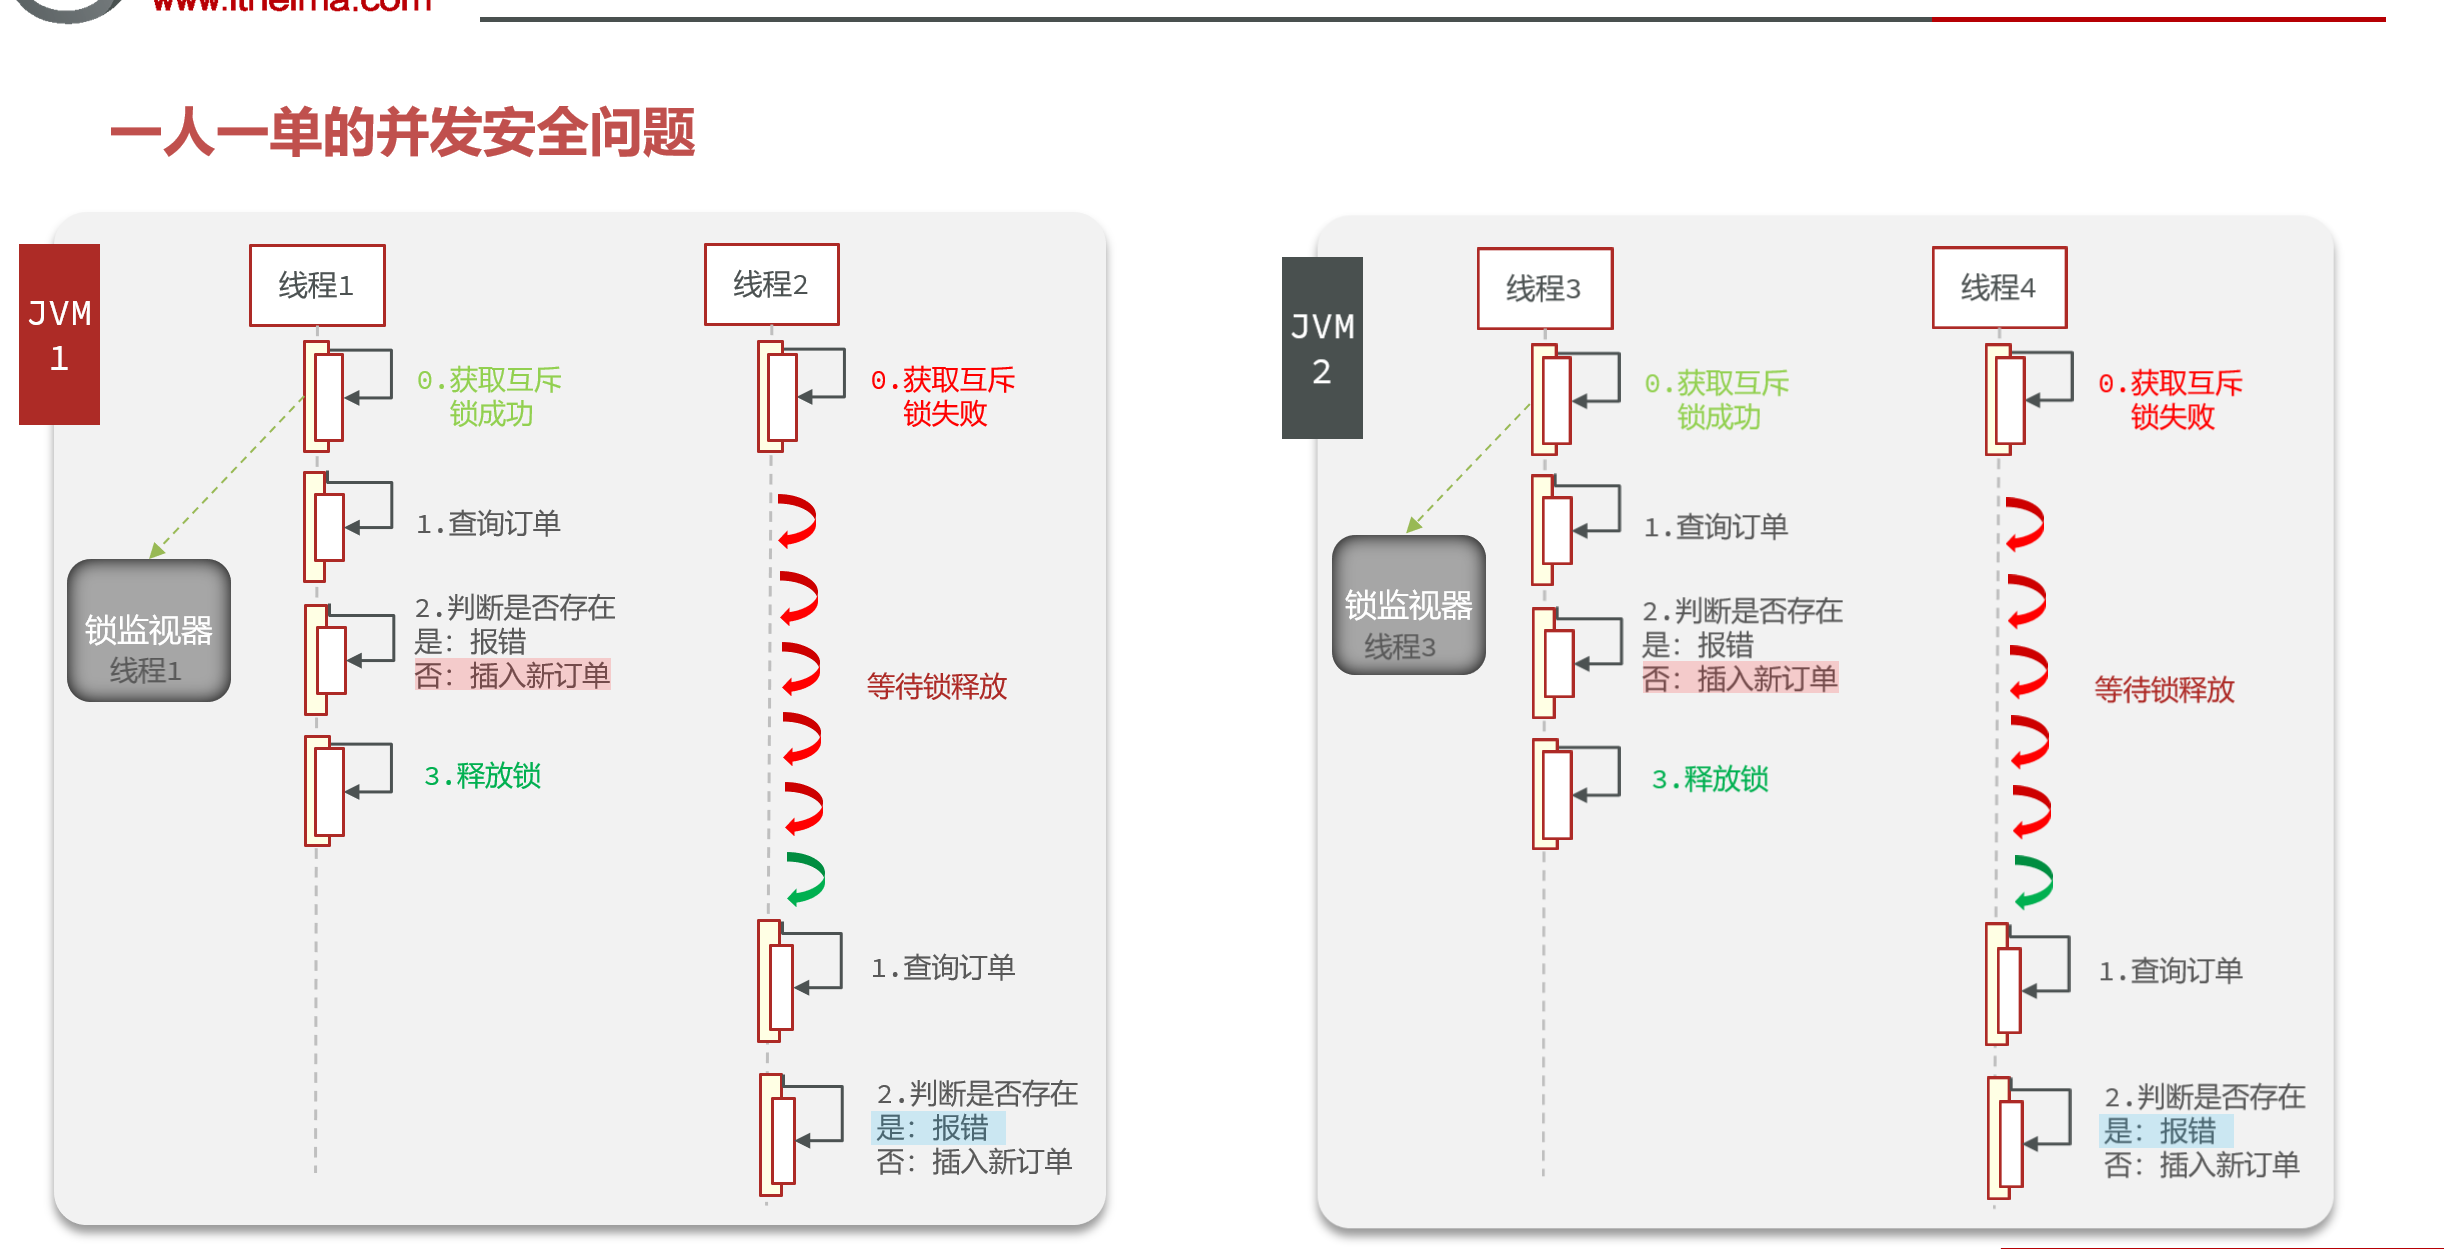 www.itheima.com
一人一单的并发安全问题
JVM
1
线程1
线程2
0.获取互斥
锁成功
0.获取互斥
锁失败
1.查询订单
锁监视器
线程1
2.判断是否存在
是：报错
否：插入新订单
等待锁释放
3.释放锁
1.查询订单
2.判断是否存在
是：报错
否：插入新订单
JVM
2
线程3
线程4
0.获取互斥
锁成功
0.获取互斥
锁失败
1.查询订单
锁监视器
线程3
2.判断是否存在
是：报错
否：插入新订单
等待锁释放
3.释放锁
1.查询订单
2.判断是否存在
是：报错
否：插入新订单